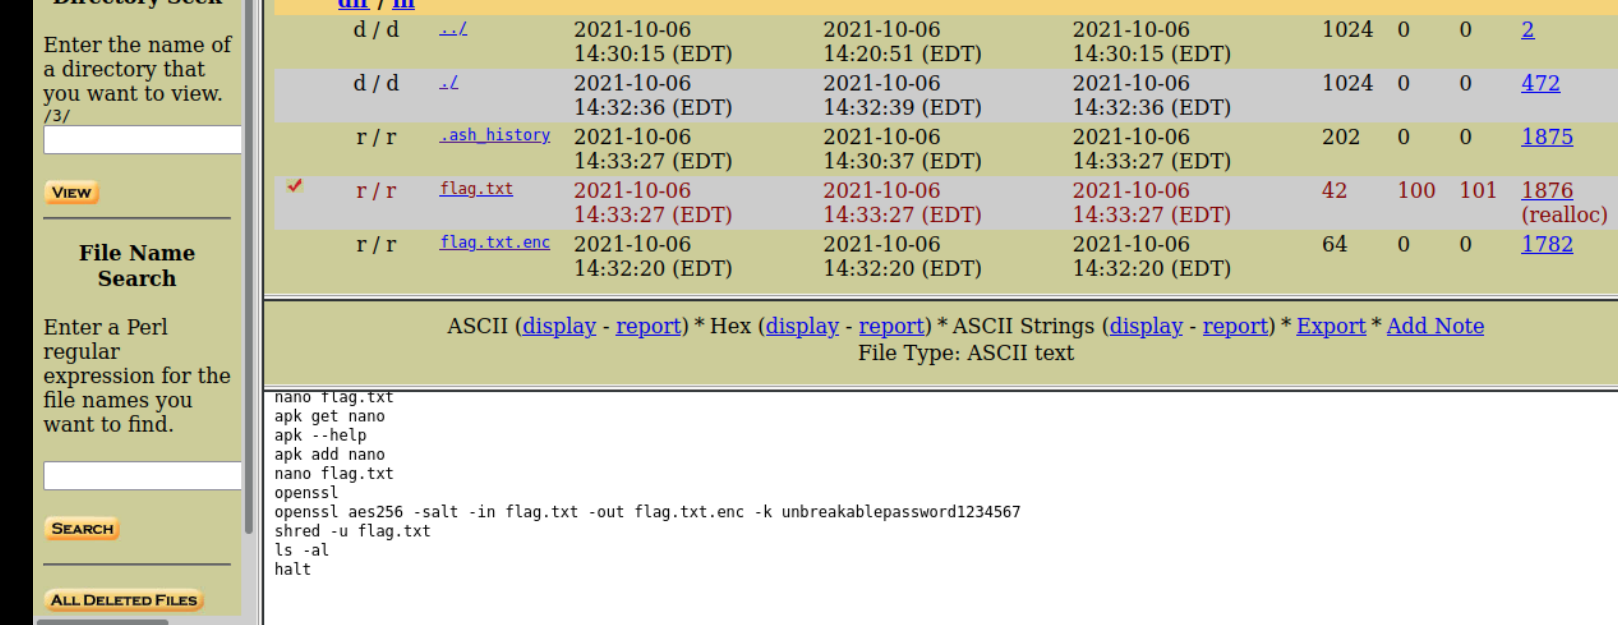 Directory Seek
Enter the name of
a directory that
you want to view.
/3/
VIEW
File Name
Search
Enter a Perl
regular
expression for the
file names you
want to find.
SEARCH
ALL DELETED FILES
dir / in
d / d ../ 2021-10-06 2021-10-06 2021-10-06 1024 0 0 2
14:30:15 (EDT) 14:20:51 (EDT) 14:30:15 (EDT)
d / d ./ 2021-10-06 2021-10-06 2021-10-06 1024 0 0 472
14:32:36 (EDT) 14:32:39 (EDT) 14:32:36 (EDT)
r / r .ash_history 2021-10-06 2021-10-06 2021-10-06 202 0 0 1875
14:33:27 (EDT) 14:30:37 (EDT) 14:33:27 (EDT)
r / r flag.txt 2021-10-06 2021-10-06 2021-10-06 42 100 101 1876
14:33:27 (EDT) 14:33:27 (EDT) 14:33:27 (EDT) (realloc)
r / r flag.txt.enc 2021-10-06 2021-10-06 2021-10-06 64 0 0 1782
14:32:20 (EDT) 14:32:20 (EDT) 14:32:20 (EDT)
ASCII (display - report) * Hex (display - report) * ASCII Strings (display - report) * Export * Add Note
File Type: ASCII text
nano flag.txt
apk get nano
apk --help
apk add nano
nano flag.txt
openssl
openssl aes256 -salt -in flag.txt -out flag.txt.enc -k unbreakablepassword1234567
shred -u flag.txt
ls -al
halt